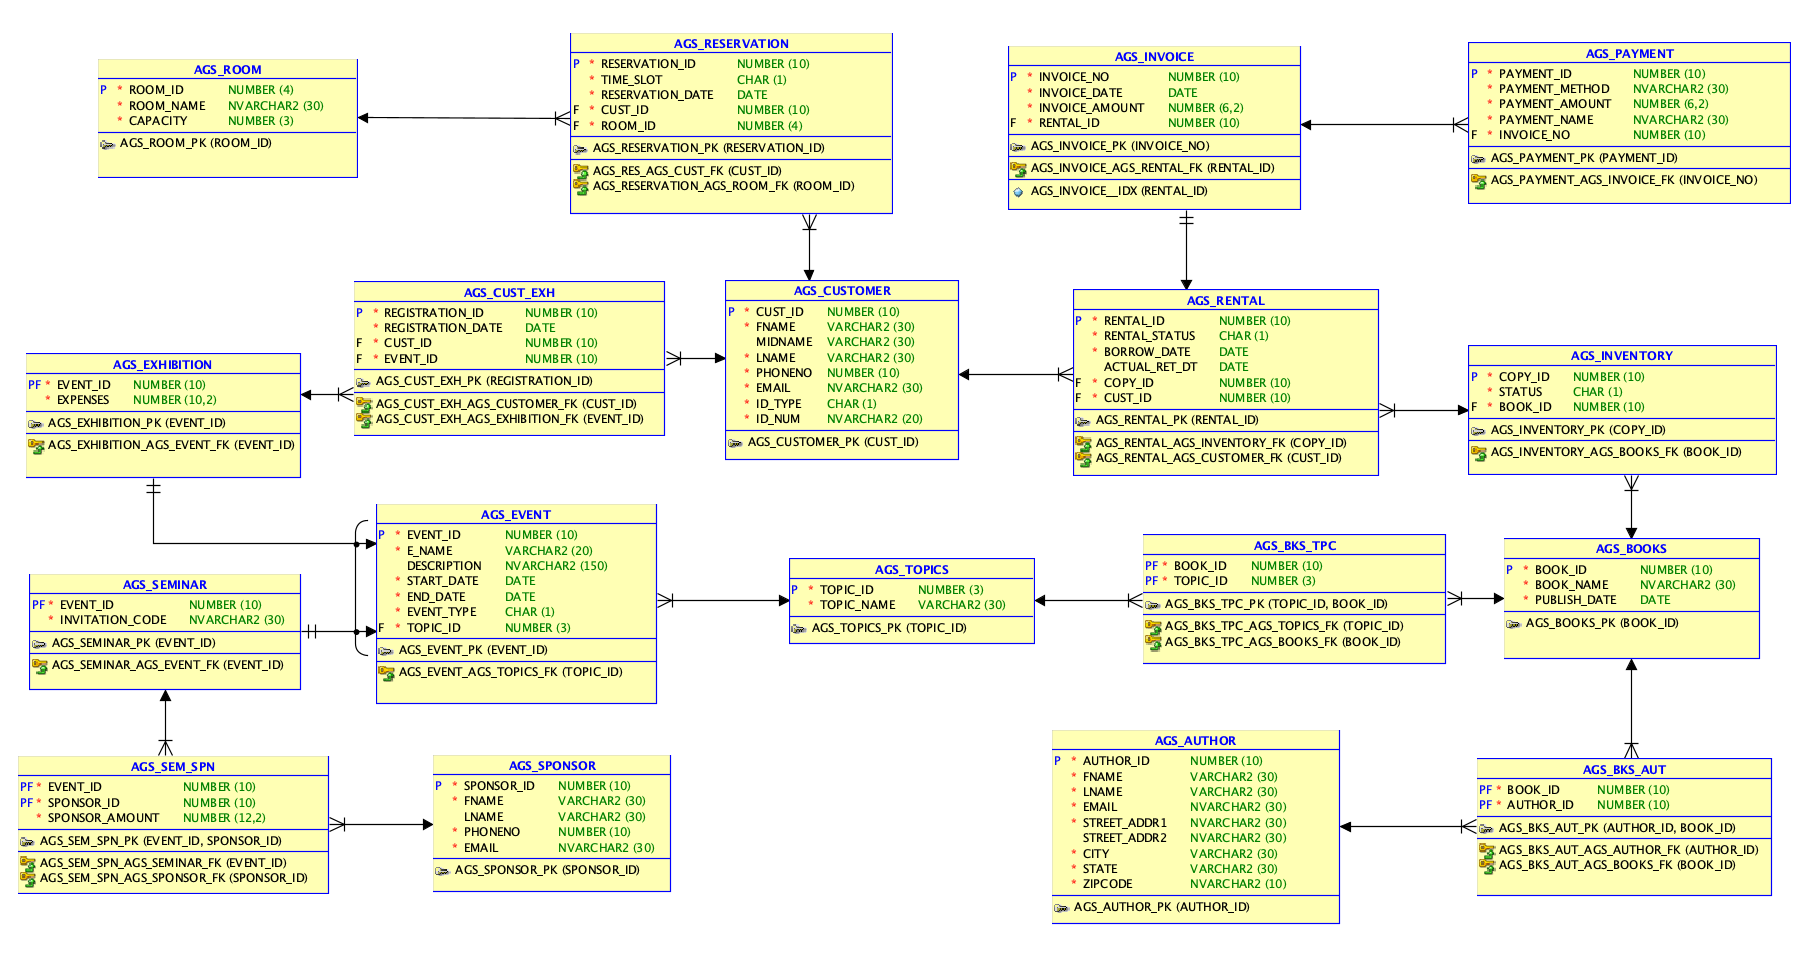 AGS_ROOM
P * ROOM_ID NUMBER (4)
* ROOM_NAME NVARCHAR2 (30)
* CAPACITY NUMBER (3)
AGS_ROOM_PK (ROOM_ID)
AGS_RESERVATION
P * RESERVATION_ID NUMBER (10)
* TIME_SLOT CHAR (1)
* RESERVATION_DATE DATE
F * CUST_ID NUMBER (10)
F * ROOM_ID NUMBER (4)
AGS_RESERVATION_PK (RESERVATION_ID)
AGS_RES_AGS_CUST_FK (CUST_ID)
AGS_RESERVATION_AGS_ROOM_FK (ROOM_ID)
AGS_INVOICE
P * INVOICE_NO NUMBER (10)
* INVOICE_DATE DATE
* INVOICE_AMOUNT NUMBER (6,2)
F * RENTAL_ID NUMBER (10)
AGS_INVOICE_PK (INVOICE_NO)
AGS_INVOICE_AGS_RENTAL_FK (RENTAL_ID)
AGS_INVOICE__IDX (RENTAL_ID)
AGS_PAYMENT
P * PAYMENT_ID NUMBER (10)
* PAYMENT_METHOD NVARCHAR2 (30)
* PAYMENT_AMOUNT NUMBER (6,2)
* PAYMENT_NAME NVARCHAR2 (30)
F * INVOICE_NO NUMBER (10)
AGS_PAYMENT_PK (PAYMENT_ID)
AGS_PAYMENT_AGS_INVOICE_FK (INVOICE_NO)
AGS_EXHIBITION
PF * EVENT_ID NUMBER (10)
* EXPENSES NUMBER (10,2)
AGS_EXHIBITION_PK (EVENT_ID)
AGS_EXHIBITION_AGS_EVENT_FK (EVENT_ID)
AGS_CUST_EXH
P * REGISTRATION_ID NUMBER (10)
* REGISTRATION_DATE DATE
F * CUST_ID NUMBER (10)
F * EVENT_ID NUMBER (10)
AGS_CUST_EXH_PK (REGISTRATION_ID)
AGS_CUST_EXH_AGS_CUSTOMER_FK (CUST_ID)
AGS_CUST_EXH_AGS_EXHIBITION_FK (EVENT_ID)
AGS_CUSTOMER
P * CUST_ID NUMBER (10)
* FNAME VARCHAR2 (30)
MIDNAME VARCHAR2 (30)
* LNAME VARCHAR2 (30)
* PHONENO NUMBER (10)
* EMAIL NVARCHAR2 (30)
* ID_TYPE CHAR (1)
* ID_NUM NVARCHAR2 (20)
AGS_CUSTOMER_PK (CUST_ID)
AGS_RENTAL
P * RENTAL_ID NUMBER (10)
* RENTAL_STATUS CHAR (1)
* BORROW_DATE DATE
ACTUAL_RET_DT DATE
F * COPY_ID NUMBER (10)
F * CUST_ID NUMBER (10)
AGS_RENTAL_PK (RENTAL_ID)
AGS_RENTAL_AGS_INVENTORY_FK (COPY_ID)
AGS_RENTAL_AGS_CUSTOMER_FK (CUST_ID)
AGS_INVENTORY
P * COPY_ID NUMBER (10)
* STATUS CHAR (1)
F * BOOK_ID NUMBER (10)
AGS_INVENTORY_PK (COPY_ID)
AGS_INVENTORY_AGS_BOOKS_FK (BOOK_ID)
AGS_SEMINAR
PF * EVENT_ID NUMBER (10)
* INVITATION_CODE NVARCHAR2 (30)
AGS_SEMINAR_PK (EVENT_ID)
AGS_SEMINAR_AGS_EVENT_FK (EVENT_ID)
AGS_EVENT
P * EVENT_ID NUMBER (10)
* E_NAME VARCHAR2 (20)
DESCRIPTION NVARCHAR2 (150)
* START_DATE DATE
* END_DATE DATE
* EVENT_TYPE CHAR (1)
F * TOPIC_ID NUMBER (3)
AGS_EVENT_PK (EVENT_ID)
AGS_EVENT_AGS_TOPICS_FK (TOPIC_ID)
AGS_TOPICS
P * TOPIC_ID NUMBER (3)
* TOPIC_NAME VARCHAR2 (30)
AGS_TOPICS_PK (TOPIC_ID)
AGS_BKS_TPC
PF * BOOK_ID NUMBER (10)
PF * TOPIC_ID NUMBER (3)
AGS_BKS_TPC_PK (TOPIC_ID, BOOK_ID)
AGS_BKS_TPC_AGS_TOPICS_FK (TOPIC_ID)
AGS_BKS_TPC_AGS_BOOKS_FK (BOOK_ID)
AGS_BOOKS
P * BOOK_ID NUMBER (10)
* BOOK_NAME NVARCHAR2 (30)
* PUBLISH_DATE DATE
AGS_BOOKS_PK (BOOK_ID)
AGS_SEM_SPN
PF * EVENT_ID NUMBER (10)
PF * SPONSOR_ID NUMBER (10)
* SPONSOR_AMOUNT NUMBER (12,2)
AGS_SEM_SPN_PK (EVENT_ID, SPONSOR_ID)
AGS_SEM_SPN_AGS_SEMINAR_FK (EVENT_ID)
AGS_SEM_SPN_AGS_SPONSOR_FK (SPONSOR_ID)
AGS_SPONSOR
P * SPONSOR_ID NUMBER (10)
* FNAME VARCHAR2 (30)
LNAME VARCHAR2 (30)
* PHONENO NUMBER (10)
* EMAIL NVARCHAR2 (30)
AGS_SPONSOR_PK (SPONSOR_ID)
AGS_AUTHOR
P * AUTHOR_ID NUMBER (10)
* FNAME VARCHAR2 (30)
* LNAME VARCHAR2 (30)
* EMAIL NVARCHAR2 (30)
* STREET_ADDR1 NVARCHAR2 (30)
STREET_ADDR2 NVARCHAR2 (30)
* CITY VARCHAR2 (30)
* STATE VARCHAR2 (30)
* ZIPCODE NVARCHAR2 (10)
AGS_AUTHOR_PK (AUTHOR_ID)
AGS_BKS_AUT
PF * BOOK_ID NUMBER (10)
PF * AUTHOR_ID NUMBER (10)
AGS_BKS_AUT_PK (AUTHOR_ID, BOOK_ID)
AGS_BKS_AUT_AGS_AUTHOR_FK (AUTHOR_ID)
AGS_BKS_AUT_AGS_BOOKS_FK (BOOK_ID)